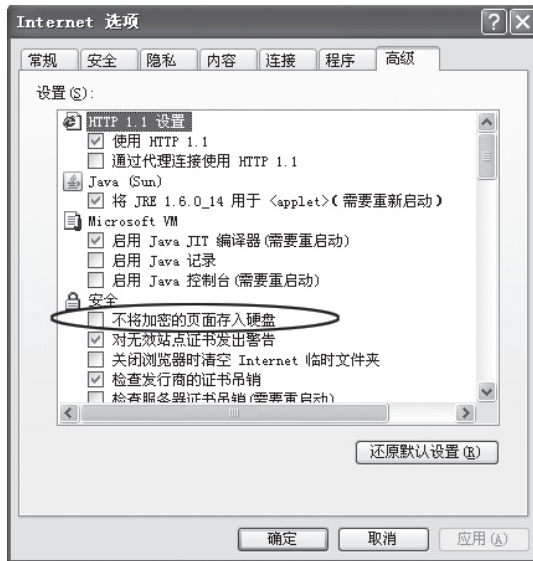 Internet 选项
常规 安全 隐私 内容 连接 程序 高级
设置(S):
HTTP 1.1 设置
使用 HTTP 1.1
通过代理连接使用 HTTP 1.1
Java (Sun)
将 JRE 1.6.0_14 用于 <applet>(需要重新启动)
Microsoft VM
启用 Java JIT 编译器(需要重启动)
启用 Java 记录
启用 Java 控制台(需要重启动)
安全
不将加密的页面存入硬盘
对无效站点证书发出警告
关闭浏览器时清空 Internet 临时文件夹
检查发行商的证书吊销
检查服务器证书吊销(需要重启动)
还原默认设置(R)
确定 取消 应用(A)